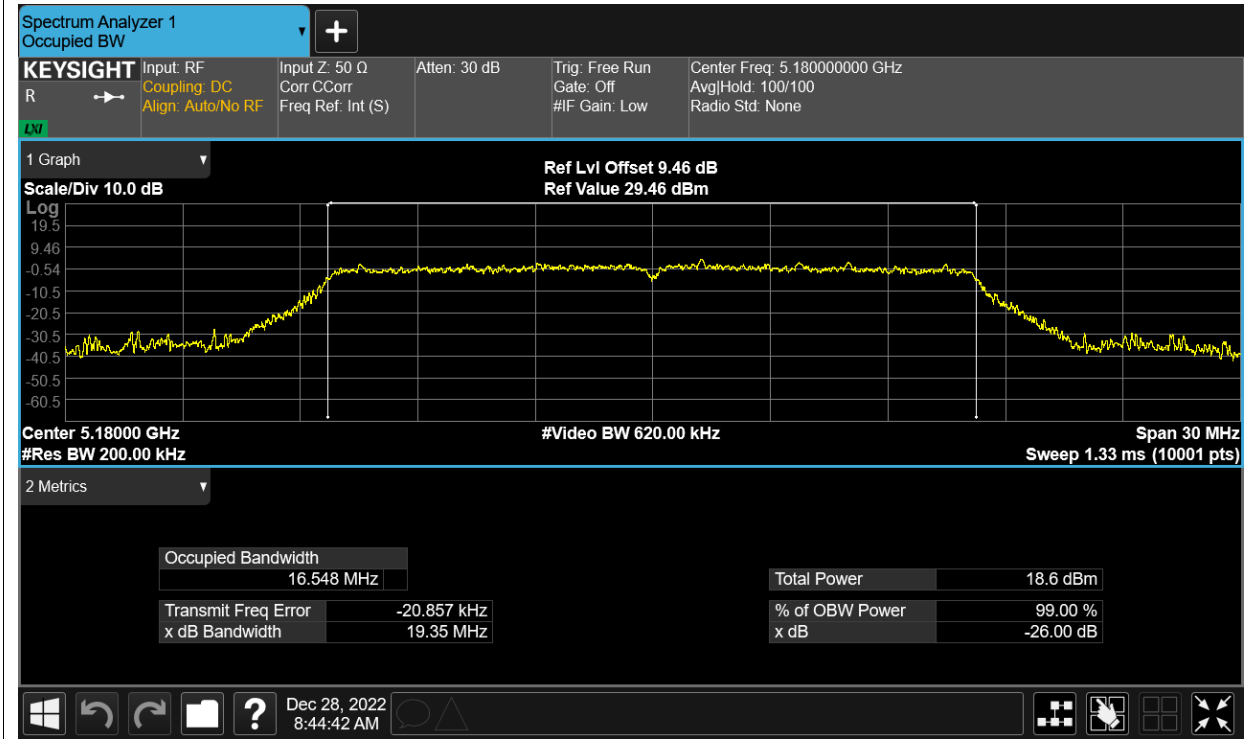 Spectrum Analyzer 1
Occupied BW
KEYSIGHT
R
LXI
Input: RF
Coupling: DC
Align: Auto/No RF
Input Z: 50 Ω
Corr CCorr
Freq Ref: Int (S)
Atten: 30 dB
Trig: Free Run
Gate: Off
#IF Gain: Low
Center Freq: 5.180000000 GHz
Avg|Hold: 100/100
Radio Std: None
1 Graph
Scale/Div 10.0 dB
Ref Lvl Offset 9.46 dB
Ref Value 29.46 dBm
Log
19.5
9.46
-0.54
-10.5
-20.5
-30.5
-40.5
-50.5
-60.5
Center 5.18000 GHz
#Video BW 620.00 kHz
Span 30 MHz
#Res BW 200.00 kHz
Sweep 1.33 ms (10001 pts)
2 Metrics
Occupied Bandwidth
16.548 MHz
Total Power 18.6 dBm
Transmit Freq Error -20.857 kHz
% of OBW Power 99.00 %
x dB Bandwidth 19.35 MHz
x dB -26.00 dB
?
Dec 28, 2022
8:44:42 AM